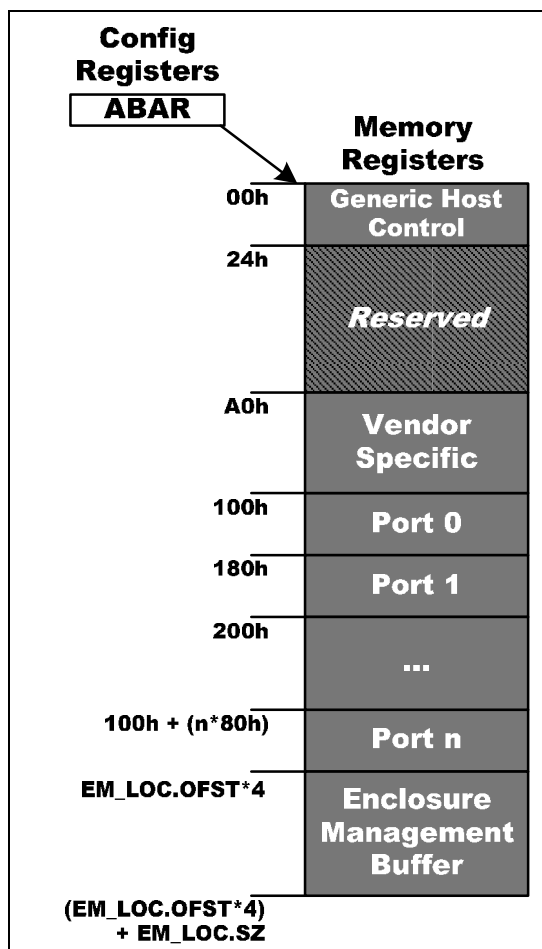 Config
Registers
ABAR
Memory
Registers
00h
Generic Host
Control
24h
Reserved
A0h
Vendor
Specific
100h
Port 0
180h
Port 1
200h
...
100h + (n*80h)
Port n
EM_LOC.OFST*4
Enclosure
Management
Buffer
(EM_LOC.OFST*4)
+ EM_LOC.SZ